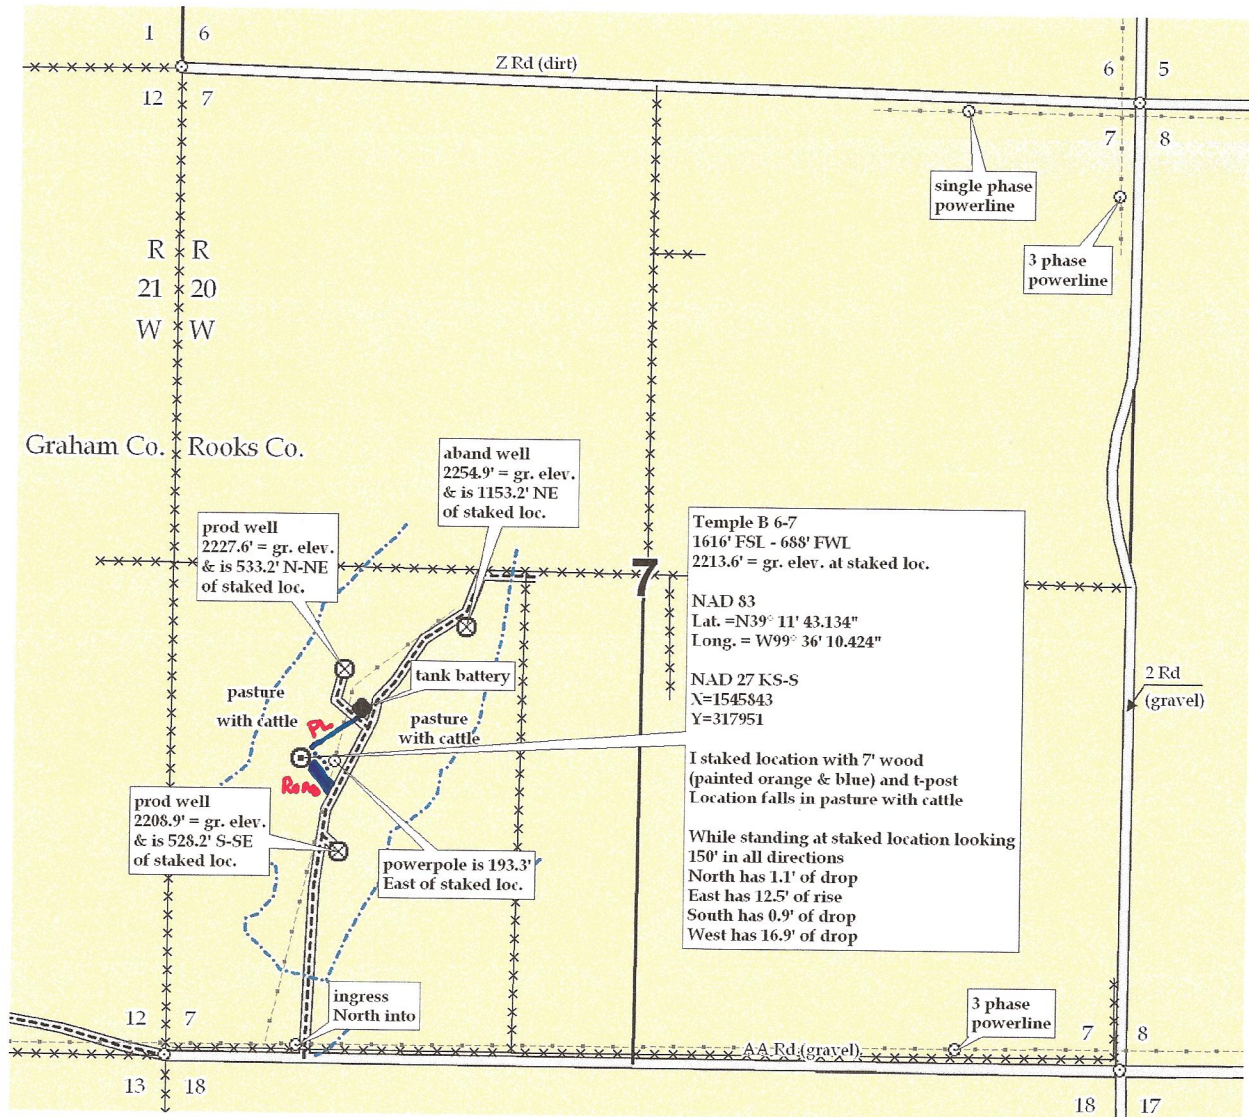 1 6
Z Rd (dirt)
6 5
12 7
7 8
single phase
powerline
3 phase
powerline
R R
21 20
W W
Graham Co. Rooks Co.
aband well
2254.9' = gr. elev.
& is 1153.2' NE
of staked loc.
prod well
2227.6' = gr. elev.
& is 533.2' N-NE
of staked loc.
7
Temple B 6-7
1616' FSL - 688' FWL
2213.6' = gr. elev. at staked loc.
NAD 83
Lat. =N39° 11' 43.134"
Long. = W99° 36' 10.424"
NAD 27 KS-S
X=1545843
Y=317951
I staked location with 7' wood
(painted orange & blue) and t-post
Location falls in pasture with cattle
While standing at staked location looking
150' in all directions
North has 1.1' of drop
East has 12.5' of rise
South has 0.9' of drop
West has 16.9' of drop
tank battery
pasture
with cattle
pasture
with cattle
2 Rd
(gravel)
PL
Road
prod well
2208.9' = gr. elev.
& is 528.2' S-SE
of staked loc.
powerpole is 193.3'
East of staked loc.
ingress
North into
3 phase
powerline
12 7
7 8
AA Rd (gravel)
13 18
18 17